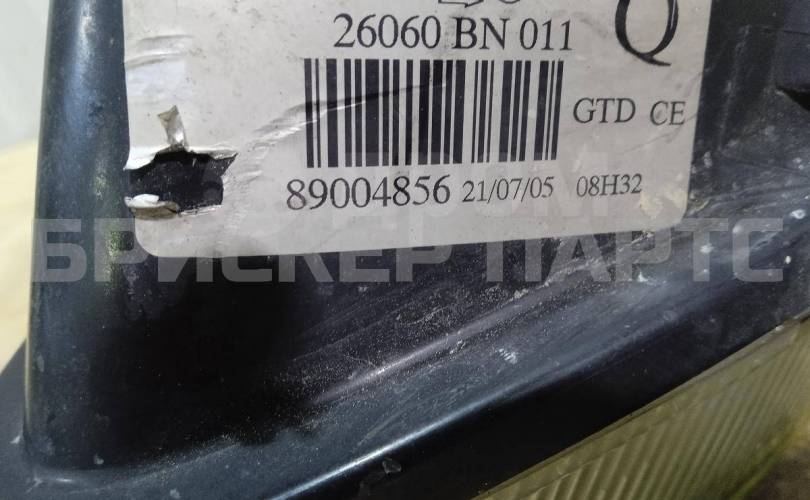 26060 BN 011
Q
GTD CE
89004856 21/07/05 08H32
БРИСКЕР ПАРТС